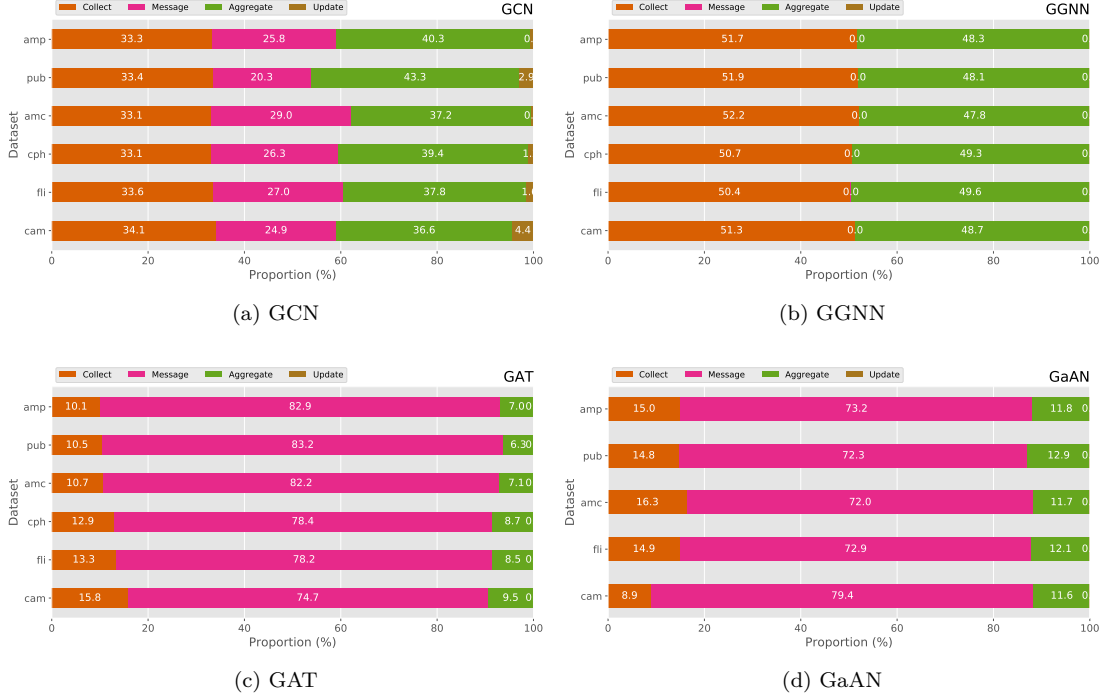 Collect Message Aggregate Update GCN
amp 33.3 25.8 40.3 0.
pub 33.4 20.3 43.3 2.9
amc 33.1 29.0 37.2 0.
cph 33.1 26.3 39.4 1.
fli 33.6 27.0 37.8 1.6
cam 34.1 24.9 36.6 4.4
Dataset
0 20 40 60 80 100
Proportion (%)
(a) GCN
Collect Message Aggregate Update GGNN
amp 51.7 0.0 48.3 0
pub 51.9 0.0 48.1 0
amc 52.2 0.0 47.8 0
cph 50.7 0.0 49.3 0
fli 50.4 0.0 49.6 0
cam 51.3 0.0 48.7 0
Dataset
0 20 40 60 80 100
Proportion (%)
(b) GGNN
Collect Message Aggregate Update GAT
amp 10.1 82.9 7.0 0
pub 10.5 83.2 6.3 0
amc 10.7 82.2 7.1 0
cph 12.9 78.4 8.7 0
fli 13.3 78.2 8.5 0
cam 15.8 74.7 9.5 0
Dataset
0 20 40 60 80 100
Proportion (%)
(c) GAT
Collect Message Aggregate Update GaAN
amp 15.0 73.2 11.8 0
pub 14.8 72.3 12.9 0
amc 16.3 72.0 11.7 0
fli 14.9 72.9 12.1 0
cam 8.9 79.4 11.6 0
Dataset
0 20 40 60 80 100
Proportion (%)
(d) GaAN